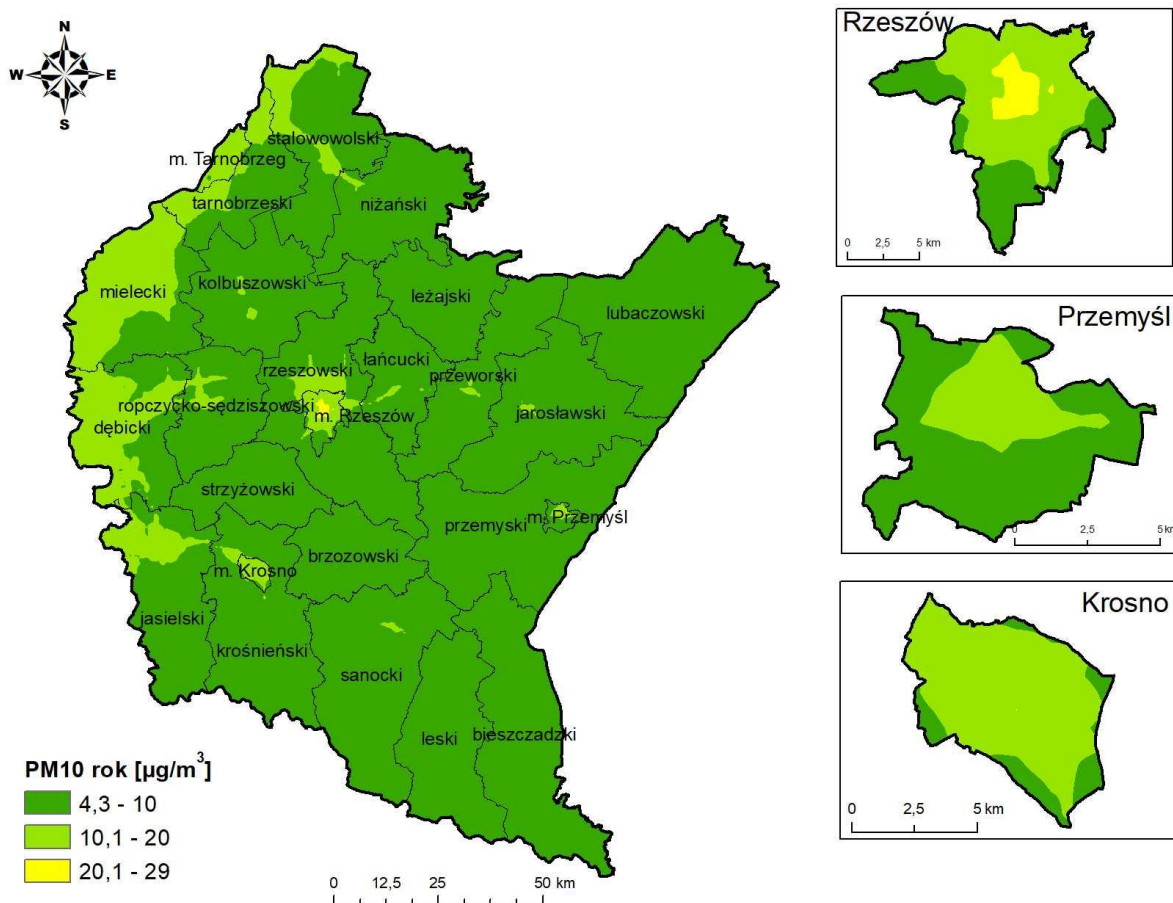 N
W E
S
stalowowolski
m. Tarnobrzeg
tarnobrzeski
niżański
mielecki
kolbuszowski
leżajski
lubaczowski
rzeszowski
łańcucki
przeworski
ropczycko-sędziszowski
m. Rzeszów
jarosławski
dębicki
strzyżowski
przemyski
m. Przemyśl
brzozowski
m. Krosno
jasielski
krośnieński
sanocki
leski
bieszczadzki
PM10 rok [µg/m³]
4,3 - 10
10,1 - 20
20,1 - 29
0 12,5 25 50 km
Rzeszów
0 2,5 5 km
Przemyśl
0 2,5 5 km
Krosno
0 2,5 5 km